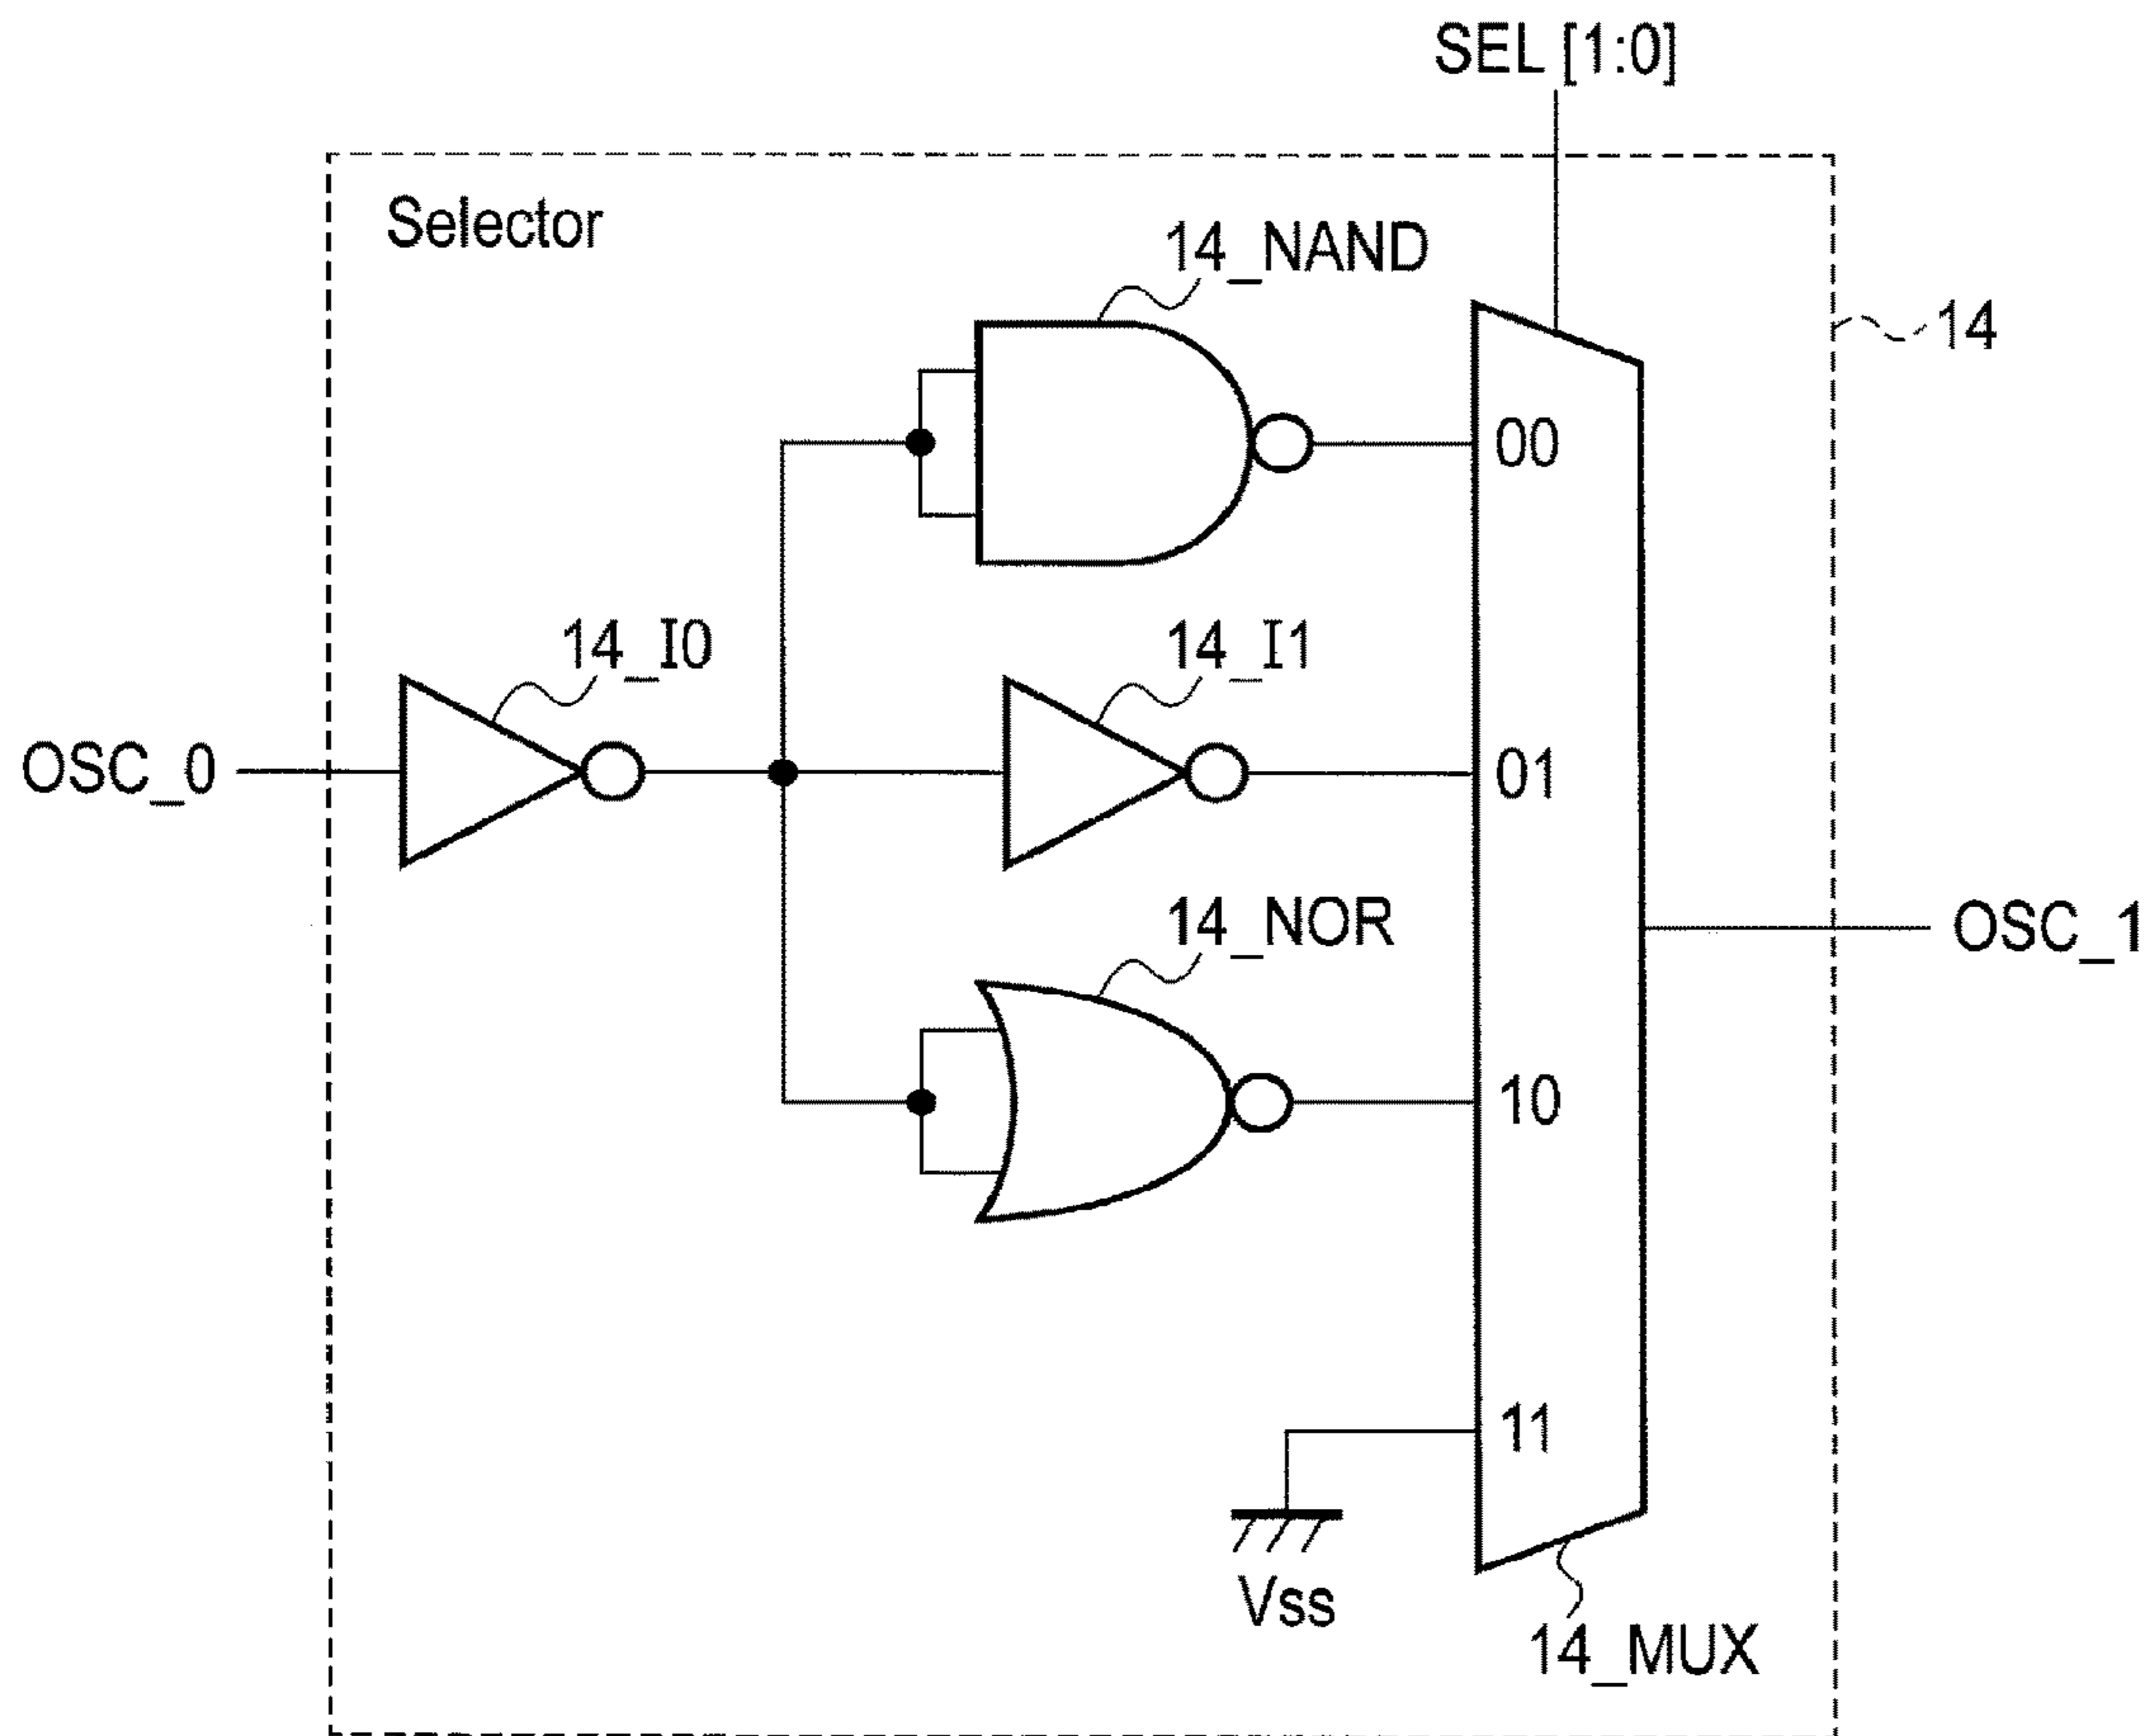 SEL [1:0]
Selector
14_NAND
14
00
14_I0
14_I1
OSC_0
01
14_NOR
OSC_1
10
11
Vss
14_MUX